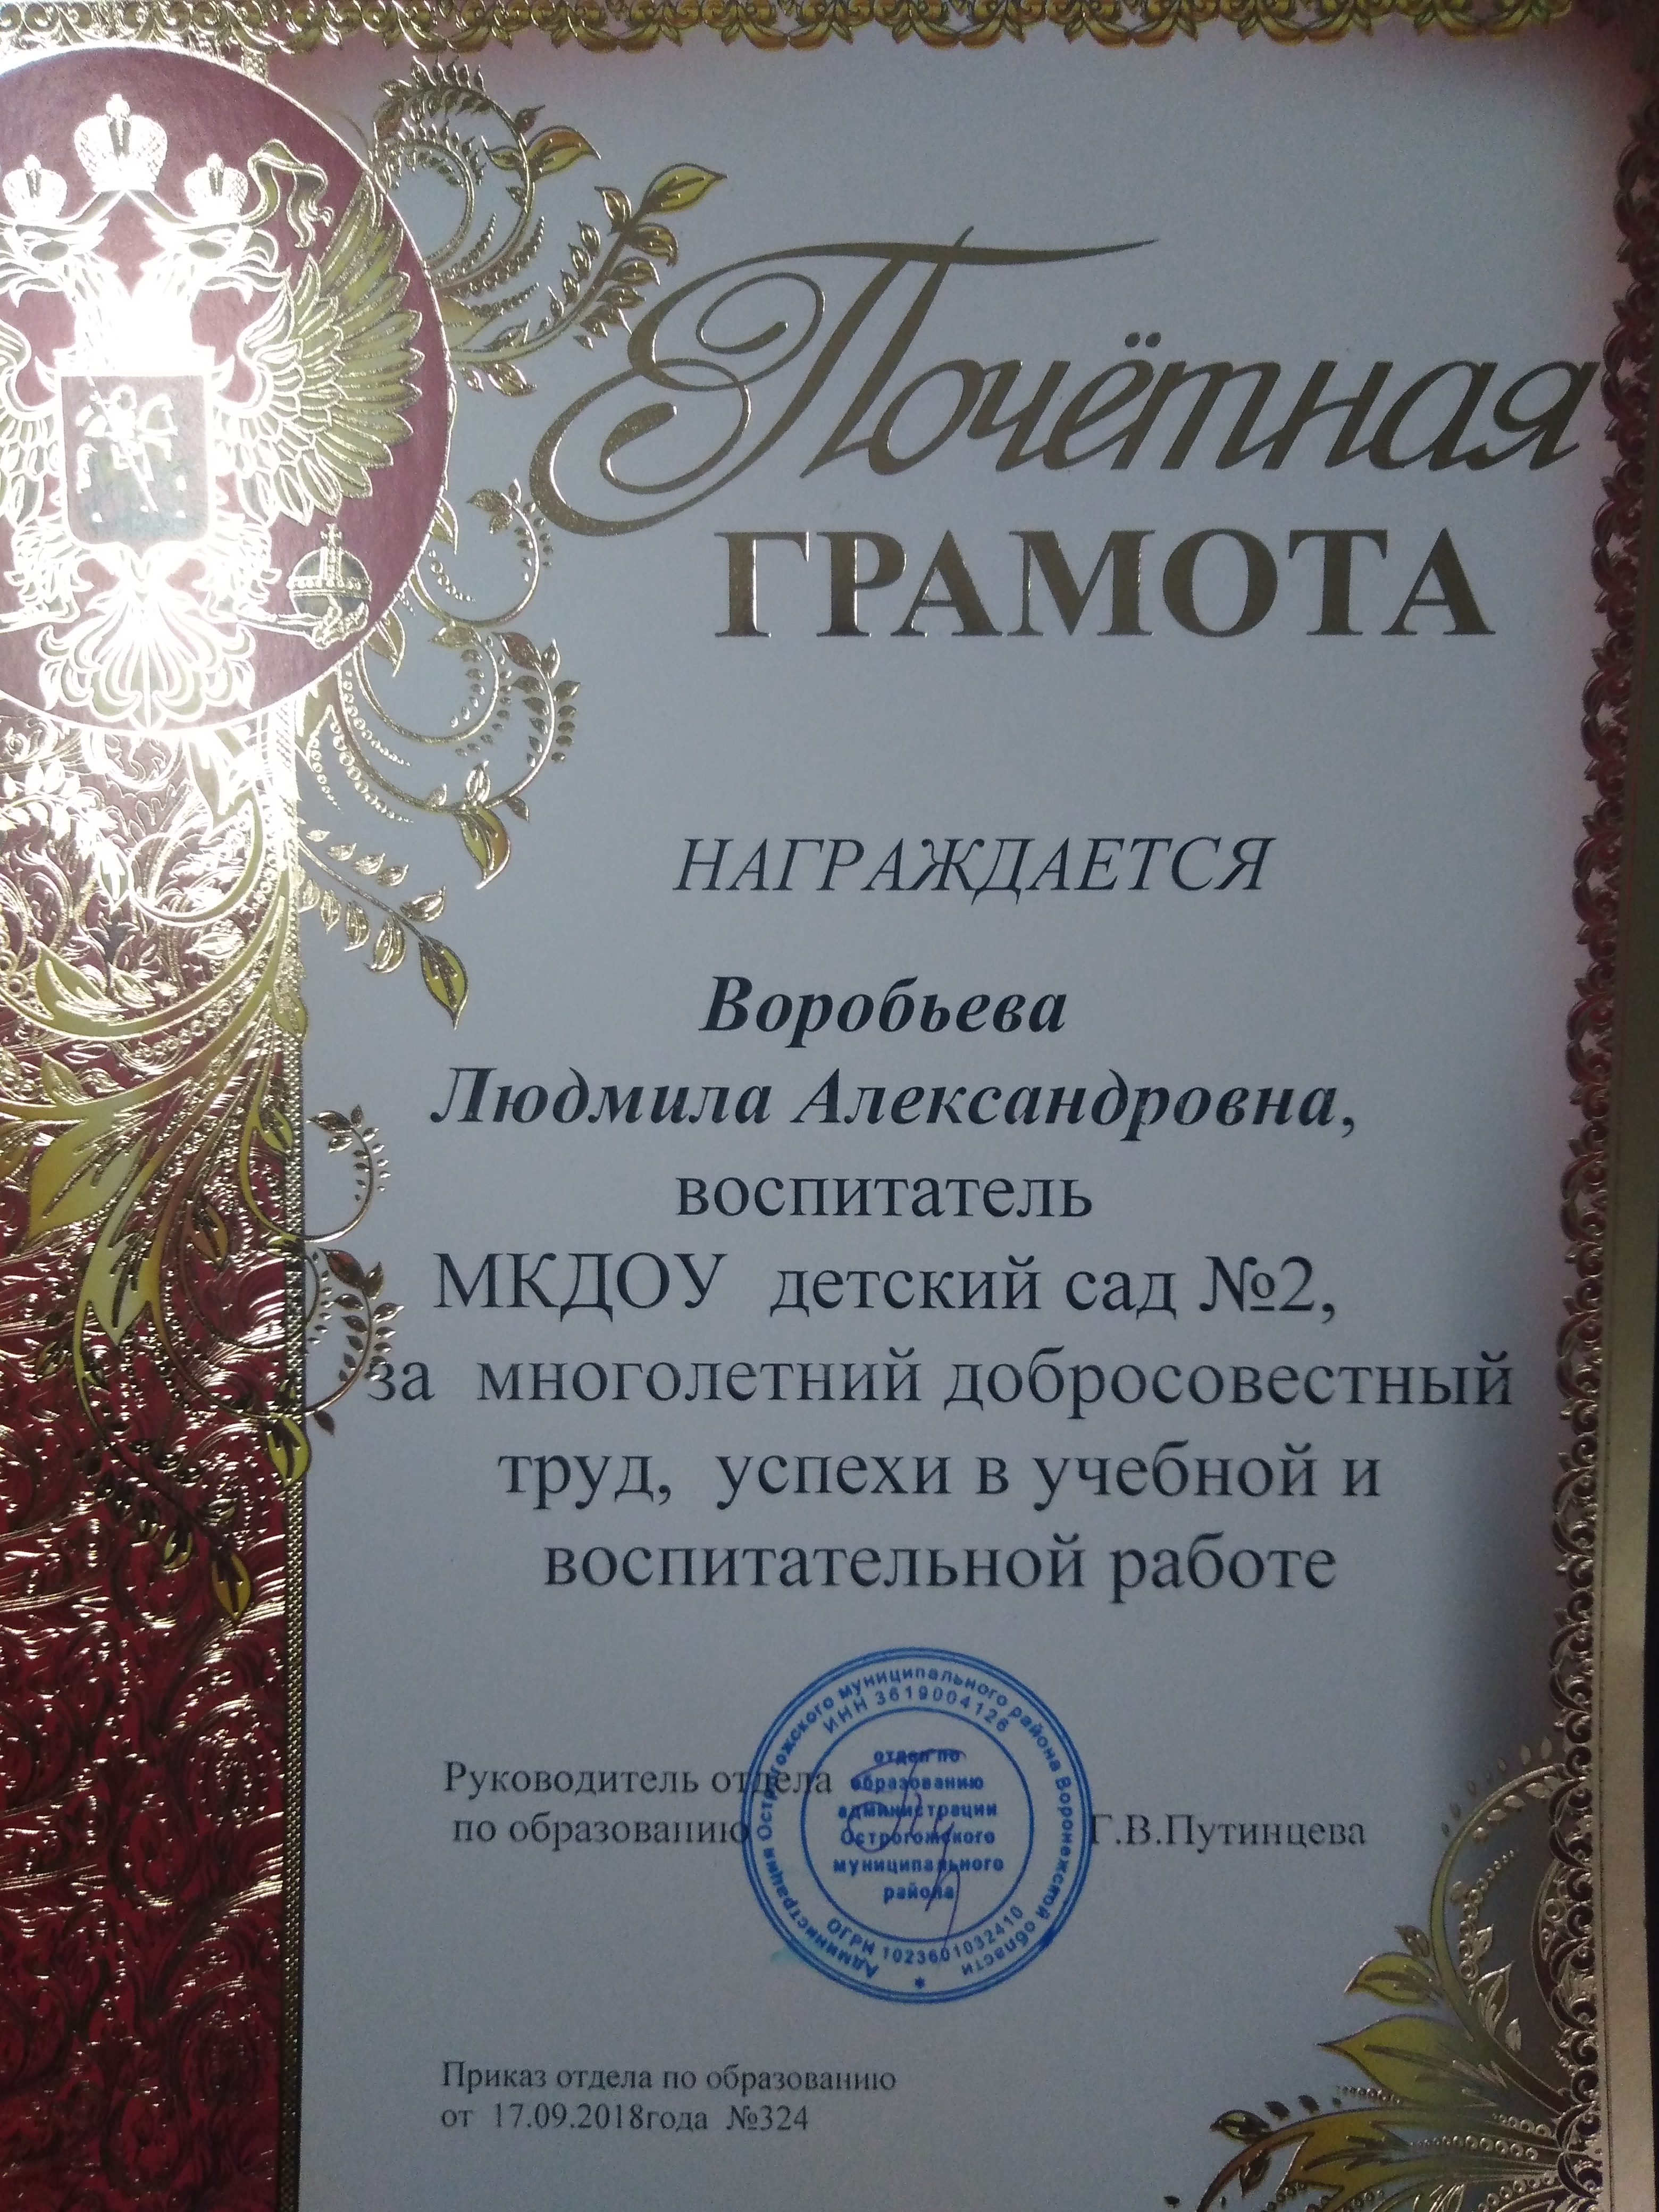 Почётная
ГРАМОТА
НАГРАЖДАЕТСЯ
Воробьева
Людмила Александровна,
воспитатель
МКДОУ детский сад №2,
за многолетний добросовестный
труд, успехи в учебной и
воспитательной работе
Руководитель отдела
по образованию
Г.В.Путинцева
Администрация Острогожского муниципального района Воронежской области
ИНН 3619004126
отдел по
образованию
администрации
Острогожского
муниципального
района
ОГРН 1023601032410
Приказ отдела по образованию
от 17.09.2018года №324